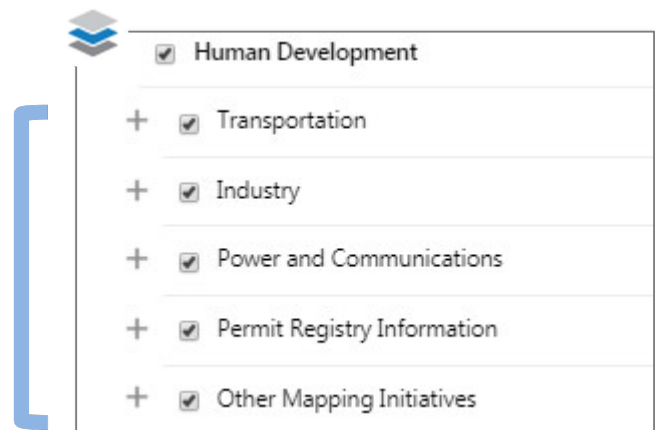 Human Development
Transportation
Industry
Power and Communications
Permit Registry Information
Other Mapping Initiatives